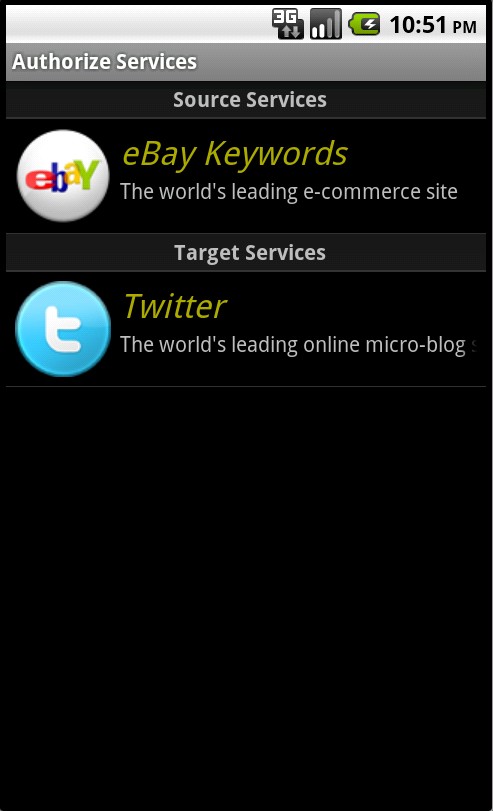 3G 10:51 PM
Authorize Services
Source Services
ebaY
eBay Keywords
The world's leading e-commerce site
Target Services
t
Twitter
The world's leading online micro-blog